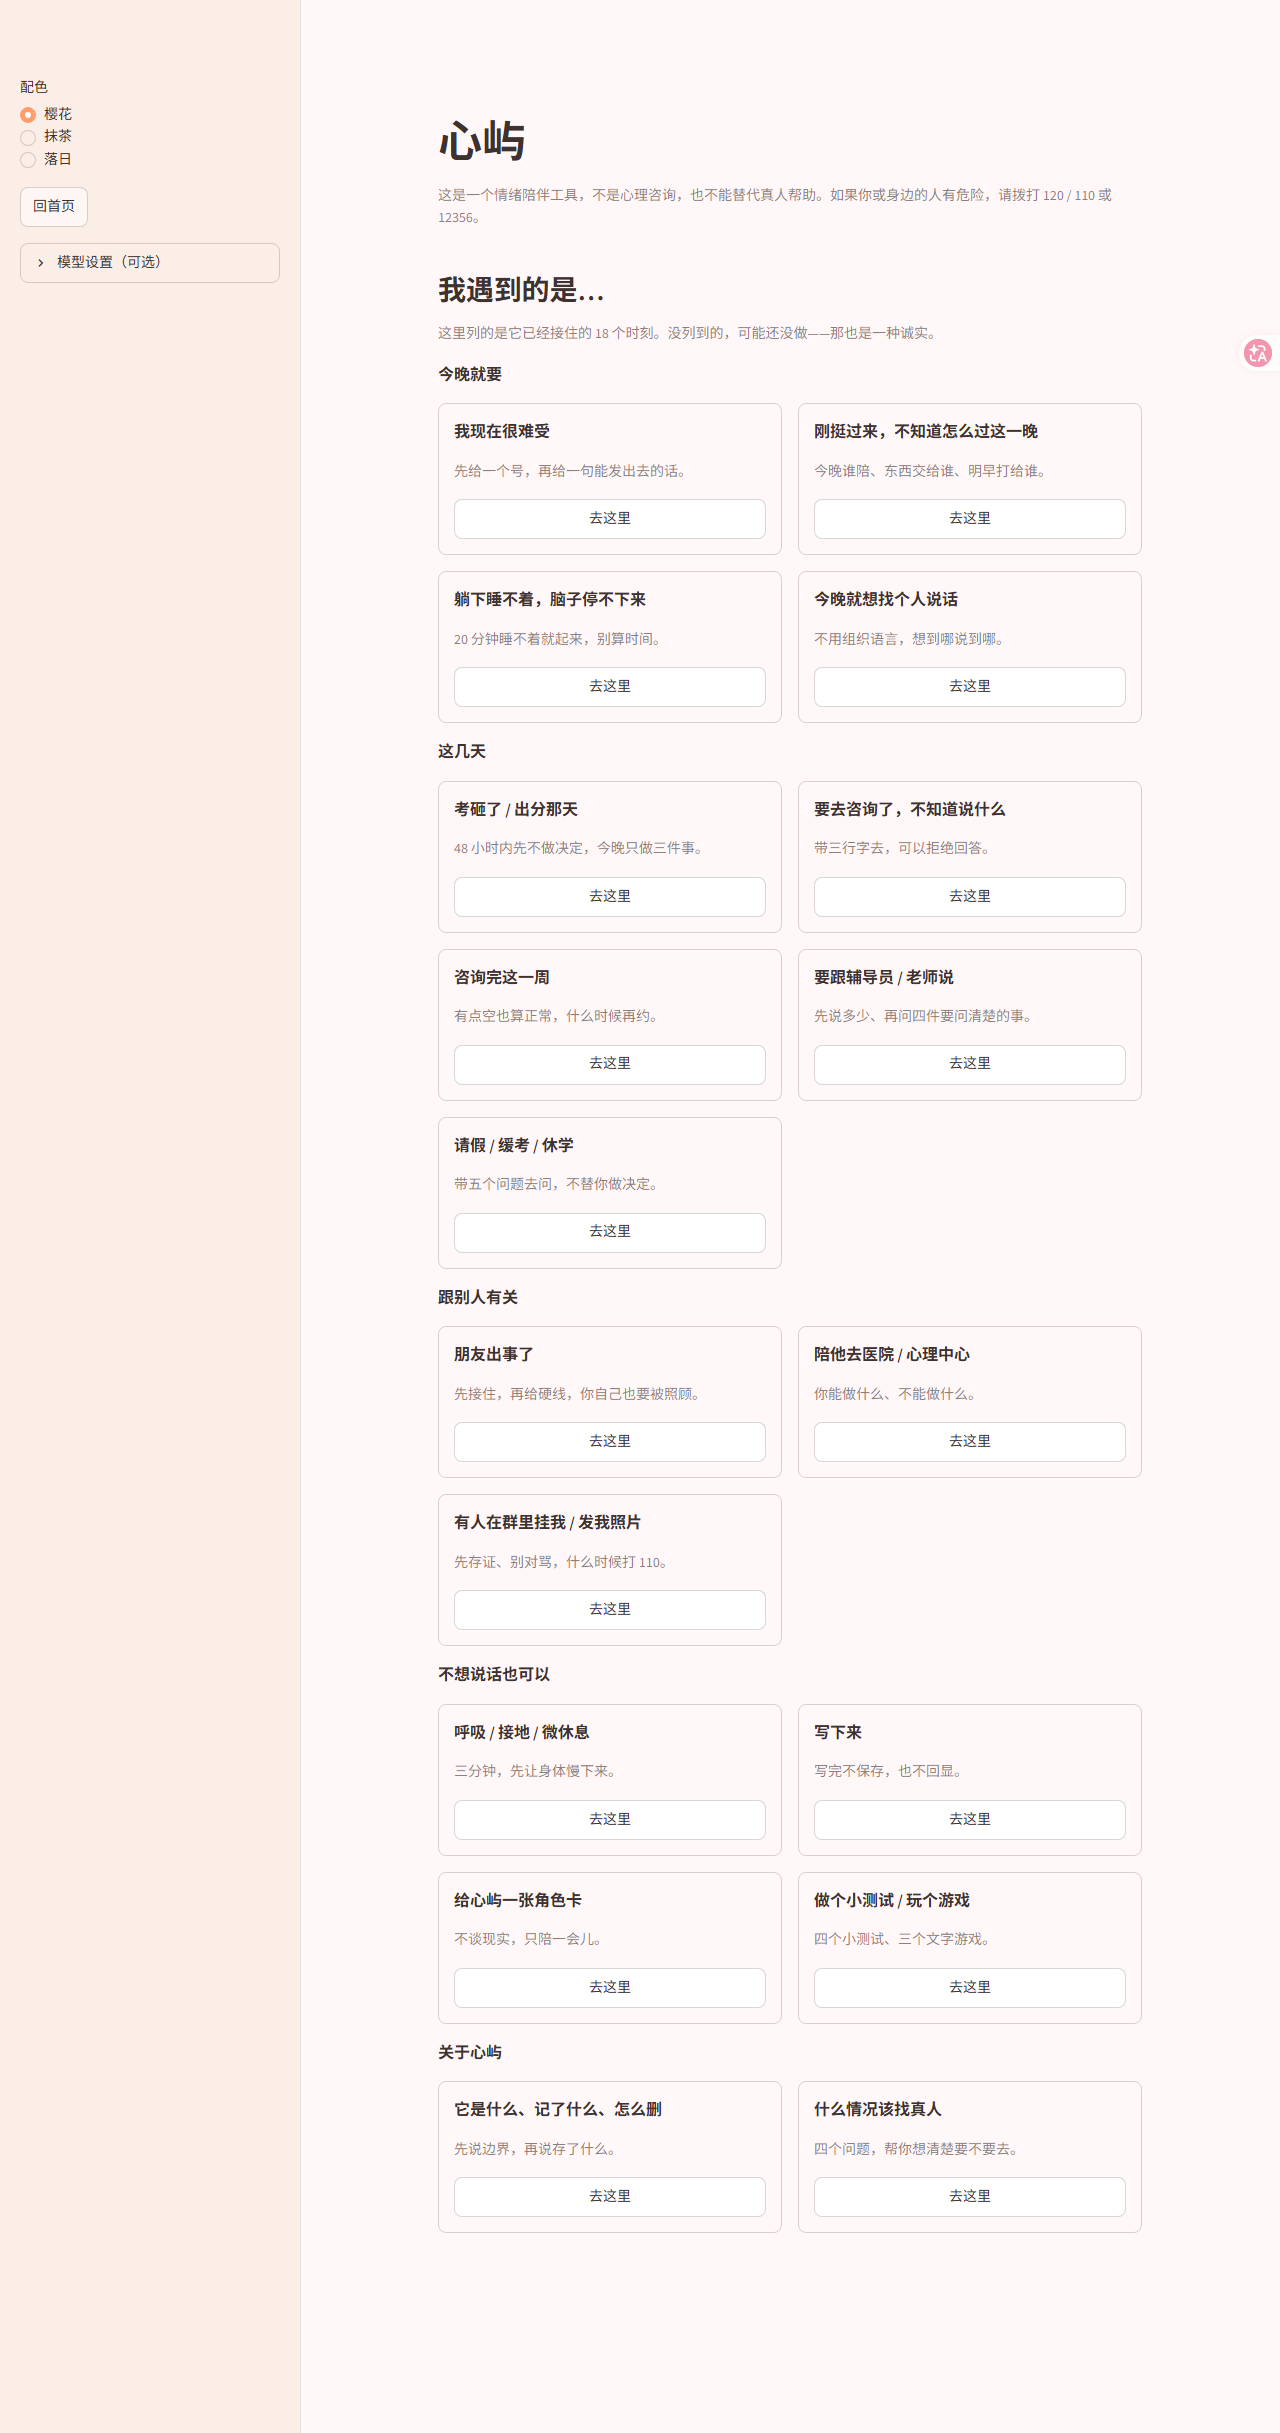 配色
樱花
抹茶
落日
回首页
模型设置（可选）
心屿
这是一个情绪陪伴工具，不是心理咨询，也不能替代真人帮助。如果你或身边的人有危险，请拨打 120 / 110 或
12356。
我遇到的是…
这里列的是它已经接住的 18 个时刻。没列到的，可能还没做——那也是一种诚实。
今晚就要
我现在很难受
先给一个号，再给一句能发出去的话。
去这里
刚挺过来，不知道怎么过这一晚
今晚谁陪、东西交给谁、明早打给谁。
去这里
躺下睡不着，脑子停不下来
20 分钟睡不着就起来，别算时间。
去这里
今晚就想找个人说话
不用组织语言，想到哪说到哪。
去这里
这几天
考砸了 / 出分那天
48 小时内先不做决定，今晚只做三件事。
去这里
要去咨询了，不知道说什么
带三行字去，可以拒绝回答。
去这里
咨询完这一周
有点空也算正常，什么时候再约。
去这里
要跟辅导员 / 老师说
先说多少、再问四件要问清楚的事。
去这里
请假 / 缓考 / 休学
带五个问题去问，不替你做决定。
去这里
跟别人有关
朋友出事了
先接住，再给硬线，你自己也要被照顾。
去这里
陪他去医院 / 心理中心
你能做什么、不能做什么。
去这里
有人在群里挂我 / 发我照片
先存证、别对骂，什么时候打 110。
去这里
不想说话也可以
呼吸 / 接地 / 微休息
三分钟，先让身体慢下来。
去这里
写下来
写完不保存，也不回显。
去这里
给心屿一张角色卡
不谈现实，只陪一会儿。
去这里
做个小测试 / 玩个游戏
四个小测试、三个文字游戏。
去这里
关于心屿
它是什么、记了什么、怎么删
先说边界，再说存了什么。
去这里
什么情况该找真人
四个问题，帮你想清楚要不要去。
去这里